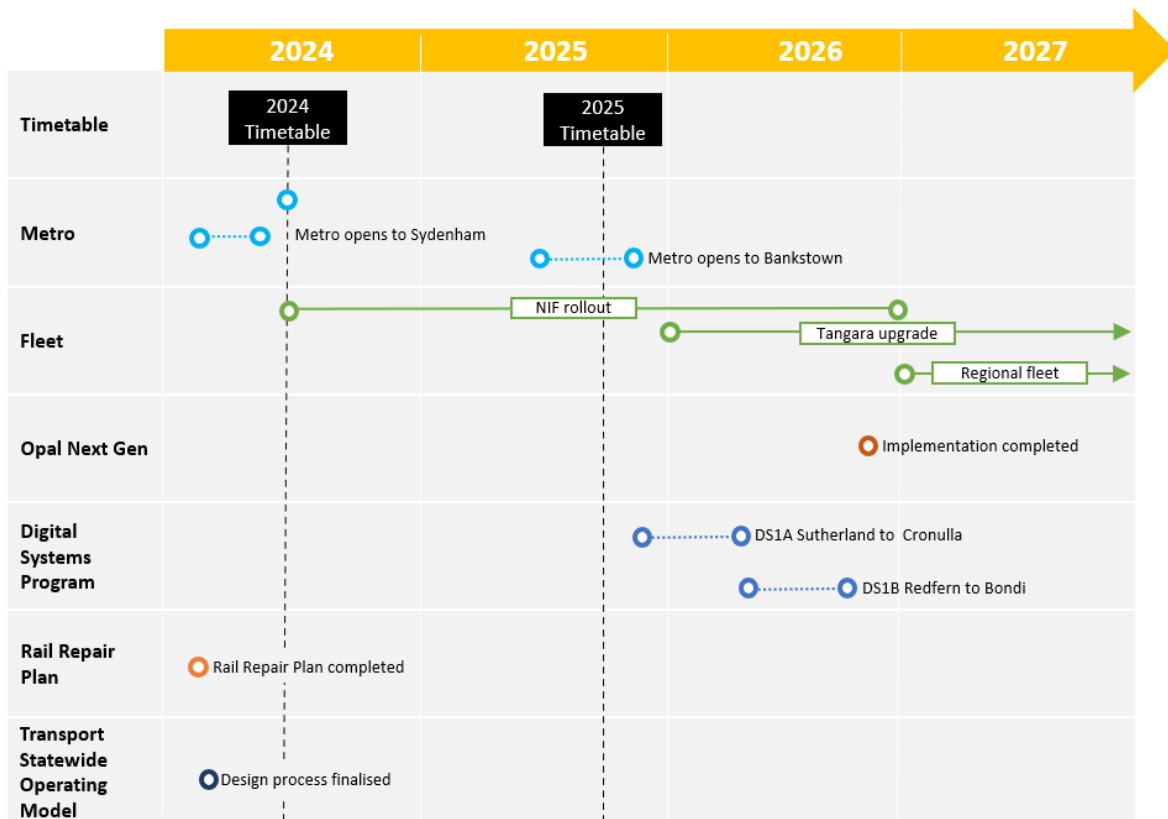 2024 2025 2026 2027
Timetable
2024
Timetable
2025
Timetable
Metro
Metro opens to Sydenham
Metro opens to Bankstown
Fleet
NIF rollout
Tangara upgrade
Regional fleet
Opal Next Gen
Implementation completed
Digital
Systems
Program
DS1A Sutherland to Cronulla
DS1B Redfern to Bondi
Rail Repair
Plan
Rail Repair Plan completed
Transport
Statewide
Operating
Model
Design process finalised